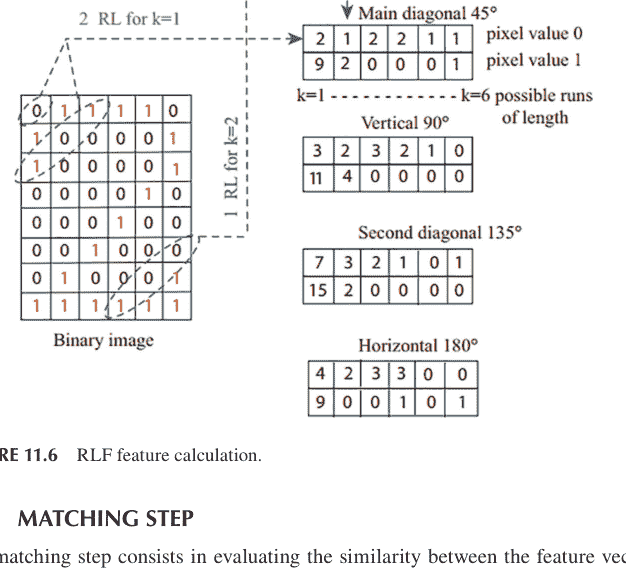 2 RL for k=1
Main diagonal 45°
2 1 2 2 1 1 pixel value 0
9 2 0 0 0 1 pixel value 1
k=1 - - - - - - - - - - - - - k=6 possible runs
of length
1 RL for k=2
0 1 1 1 1 0
1 0 0 0 0 1
1 0 0 0 0 1
0 0 0 0 1 0
0 0 0 1 0 0
0 0 1 0 0 0
0 1 0 0 0 1
1 1 1 1 1 1
Binary image
Vertical 90°
3 2 3 2 1 0
11 4 0 0 0 0
Second diagonal 135°
7 3 2 1 0 1
15 2 0 0 0 0
Horizontal 180°
4 2 3 3 0 0
9 0 0 1 0 1
RE 11.6 RLF feature calculation.
MATCHING STEP
matching step consists in evaluating the similarity between the feature vec